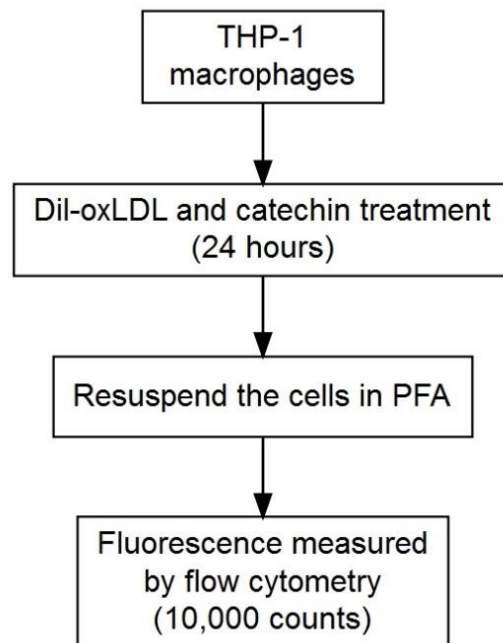 THP-1
macrophages
Dil-oxLDL and catechin treatment
(24 hours)
Resuspend the cells in PFA
Fluorescence measured
by flow cytometry
(10,000 counts)